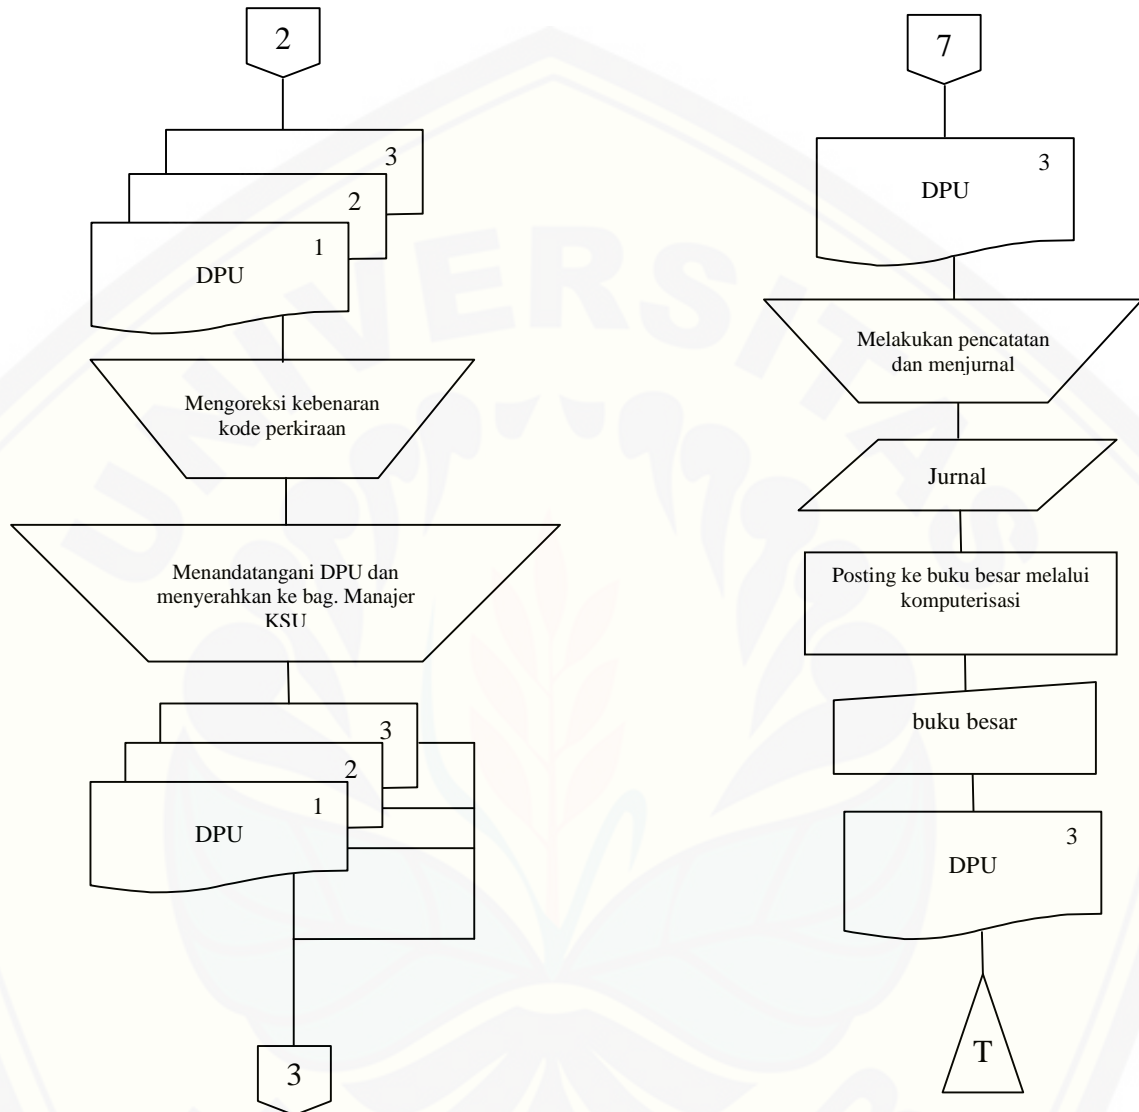 2
3
2
1
DPU
Mengoreksi kebenaran
kode perkiraan
Menandatangani DPU dan
menyerahkan ke bag. Manajer
KSU
3
2
1
DPU
3
7
3
DPU
Melakukan pencatatan
dan menjurnal
Jurnal
Posting ke buku besar melalui
komputerisasi
buku besar
3
DPU
T
UNIVERSITAS